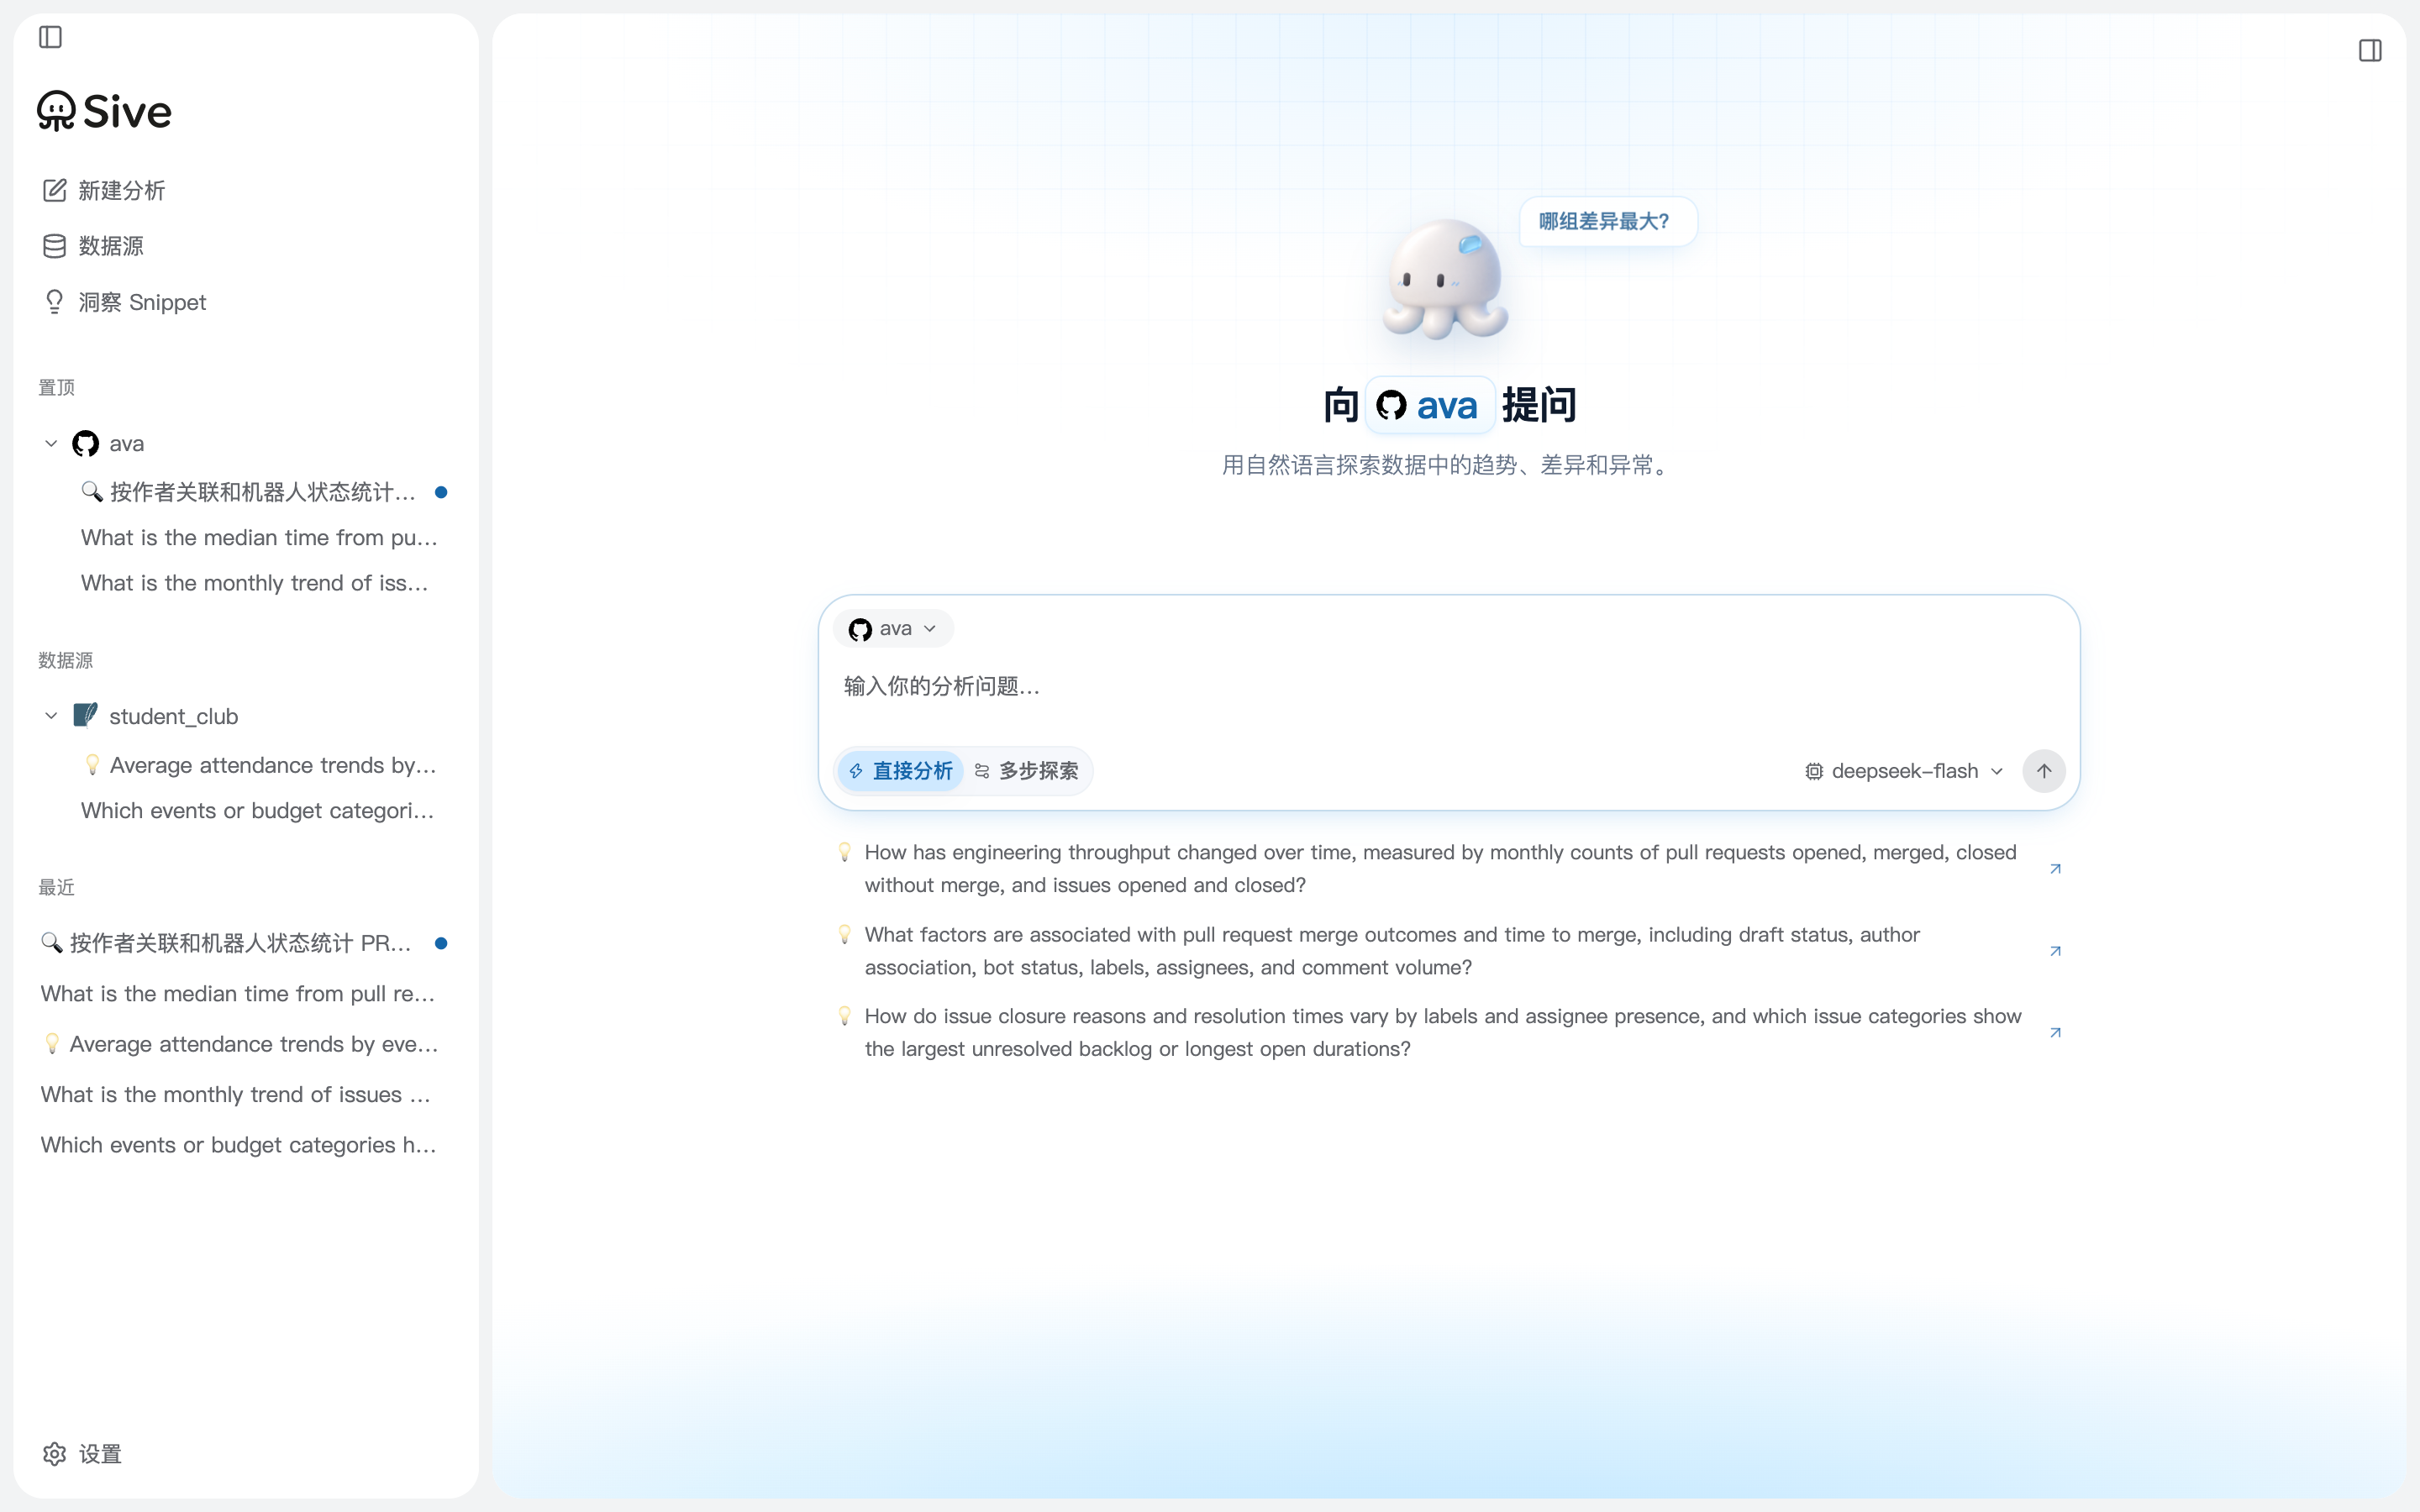 Sive
新建分析
数据源
洞察 Snippet
置顶
ava
按作者关联和机器人状态统计...
What is the median time from pu...
What is the monthly trend of iss...
数据源
student_club
Average attendance trends by...
Which events or budget categori...
最近
按作者关联和机器人状态统计 PR...
What is the median time from pull re...
Average attendance trends by eve...
What is the monthly trend of issues ...
Which events or budget categories h...
设置
哪组差异最大?
向 ava 提问
用自然语言探索数据中的趋势、差异和异常。
ava
输入你的分析问题...
直接分析 多步探索 deepseek-flash
How has engineering throughput changed over time, measured by monthly counts of pull requests opened, merged, closed
without merge, and issues opened and closed?
What factors are associated with pull request merge outcomes and time to merge, including draft status, author
association, bot status, labels, assignees, and comment volume?
How do issue closure reasons and resolution times vary by labels and assignee presence, and which issue categories show
the largest unresolved backlog or longest open durations?